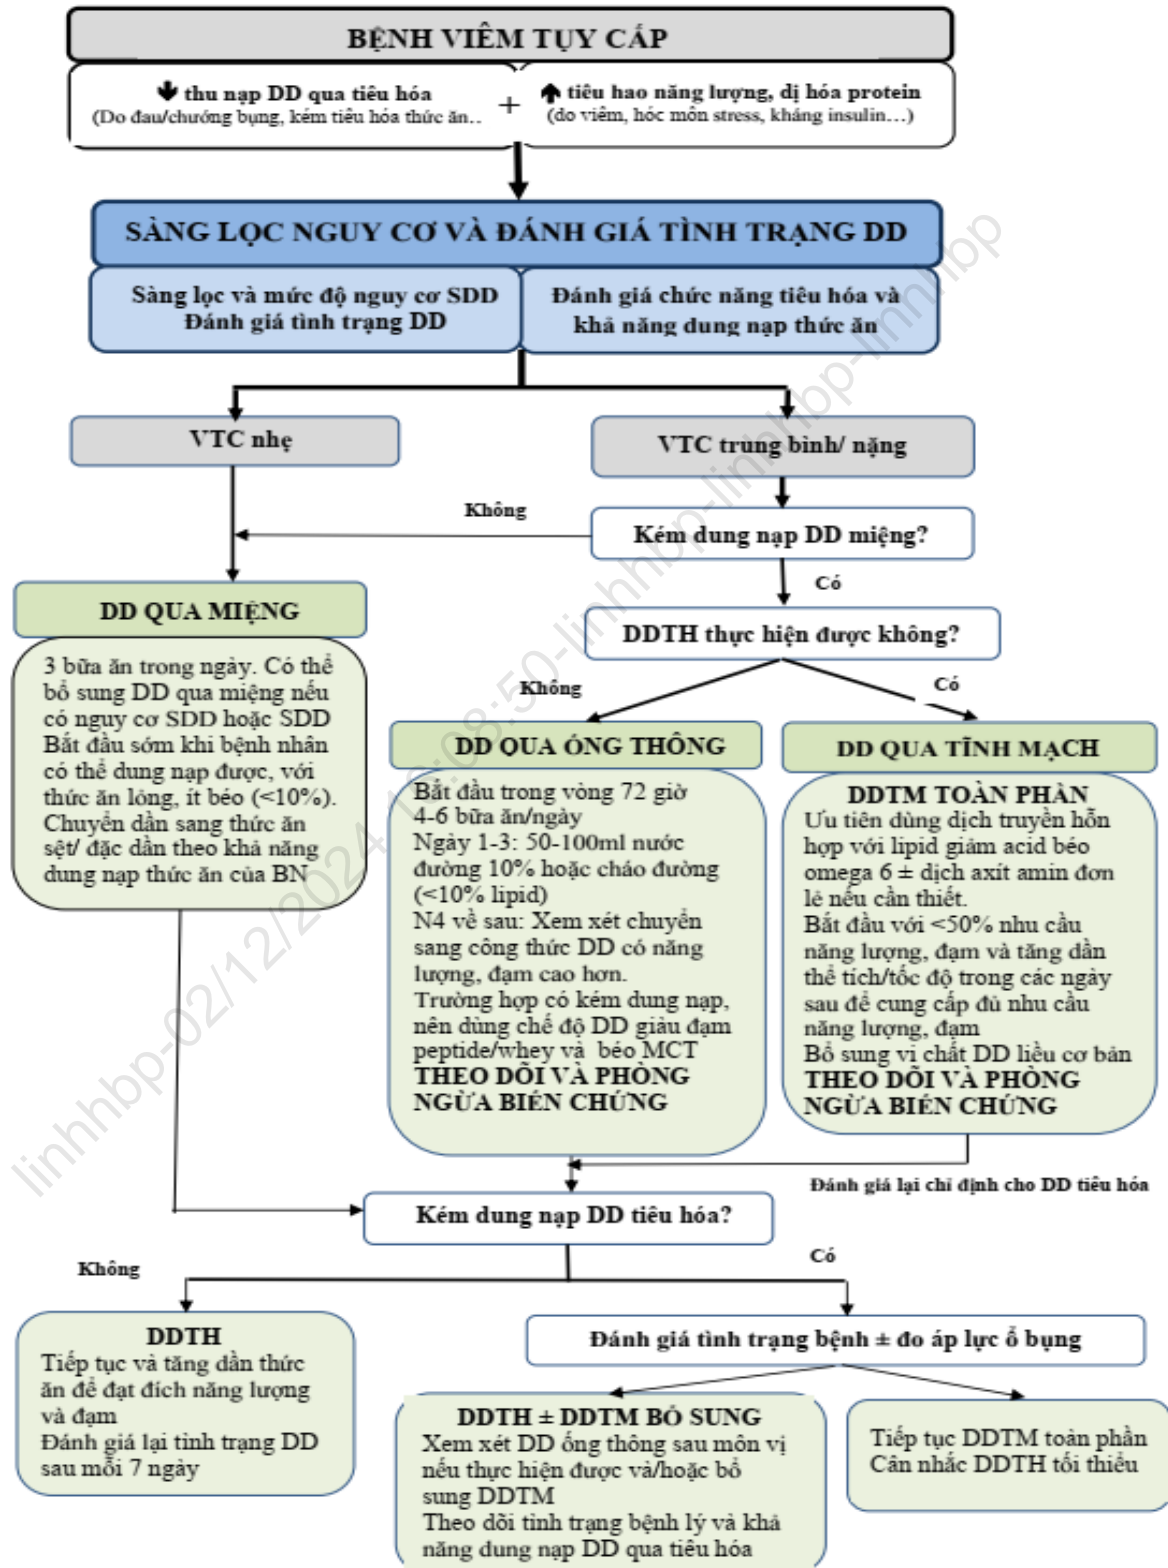 BỆNH VIÊM TỤY CẤP
🡇 thu nạp DD qua tiêu hóa
(Do đau/chướng bụng, kém tiêu hóa thức ăn..
+
🡅 tiêu hao năng lượng, dị hóa protein
(do viêm, hóc môn stress, kháng insulin…)
SÀNG LỌC NGUY CƠ VÀ ĐÁNH GIÁ TÌNH TRẠNG DD
Sàng lọc và mức độ nguy cơ SDD
Đánh giá tình trạng DD
Đánh giá chức năng tiêu hóa và
khả năng dung nạp thức ăn
VTC nhẹ
VTC trung bình/ nặng
Không
Kém dung nạp DD miệng?
Có
DD QUA MIỆNG
3 bữa ăn trong ngày. Có thể
bổ sung DD qua miệng nếu
có nguy cơ SDD hoặc SDD
Bắt đầu sớm khi bệnh nhân
có thể dung nạp được, với
thức ăn lỏng, ít béo (<10%).
Chuyển dần sang thức ăn
sệt/ đặc dần theo khả năng
dung nạp thức ăn của BN
DDTH thực hiện được không?
Không
Có
DD QUA ỐNG THÔNG
Bắt đầu trong vòng 72 giờ
4-6 bữa ăn/ngày
Ngày 1-3: 50-100ml nước
đường 10% hoặc cháo đường
(<10% lipid)
N4 về sau: Xem xét chuyển
sang công thức DD có năng
lượng, đạm cao hơn.
Trường hợp có kém dung nạp,
nên dùng chế độ DD giàu đạm
peptide/whey và béo MCT
THEO DÕI VÀ PHÒNG
NGỪA BIẾN CHỨNG
DD QUA TĨNH MẠCH
DDTM TOÀN PHẦN
Ưu tiên dùng dịch truyền hỗn
hợp với lipid giảm acid béo
omega 6 ± dịch axít amin đơn
lẻ nếu cần thiết.
Bắt đầu với <50% nhu cầu
năng lượng, đạm và tăng dần
thể tích/tốc độ trong các ngày
sau để cung cấp đủ nhu cầu
năng lượng, đạm
Bổ sung vi chất DD liều cơ bản
THEO DÕI VÀ PHÒNG
NGỪA BIẾN CHỨNG
Đánh giá lại chỉ định cho DD tiêu hóa
Kém dung nạp DD tiêu hóa?
Không
Có
DDTH
Tiếp tục và tăng dần thức
ăn để đạt đích năng lượng
và đạm
Đánh giá lại tình trạng DD
sau mỗi 7 ngày
Đánh giá tình trạng bệnh ± đo áp lực ổ bụng
DDTH ± DDTM BỔ SUNG
Xem xét DD ống thông sau môn vị
nếu thực hiện được và/hoặc bổ
sung DDTM
Theo dõi tình trạng bệnh lý và khả
năng dung nạp DD qua tiêu hóa
Tiếp tục DDTM toàn phần
Cân nhắc DDTH tối thiểu